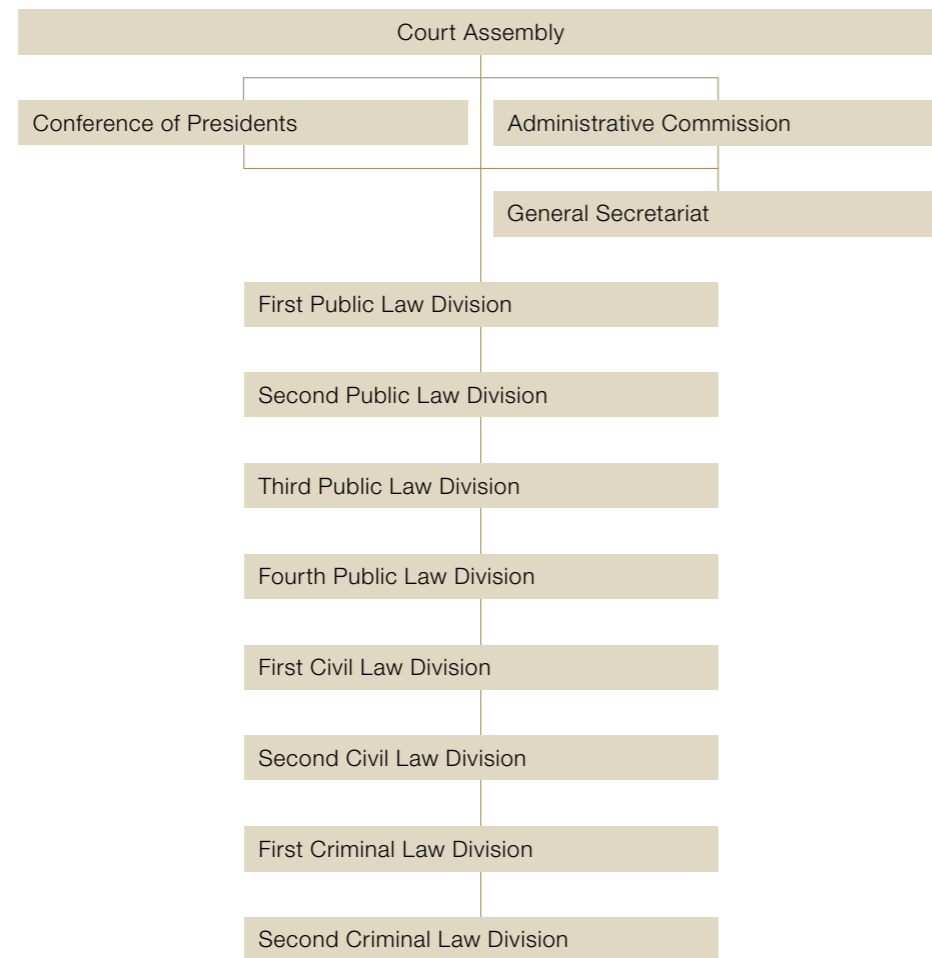 Court Assembly
Conference of Presidents
Administrative Commission
General Secretariat
First Public Law Division
Second Public Law Division
Third Public Law Division
Fourth Public Law Division
First Civil Law Division
Second Civil Law Division
First Criminal Law Division
Second Criminal Law Division